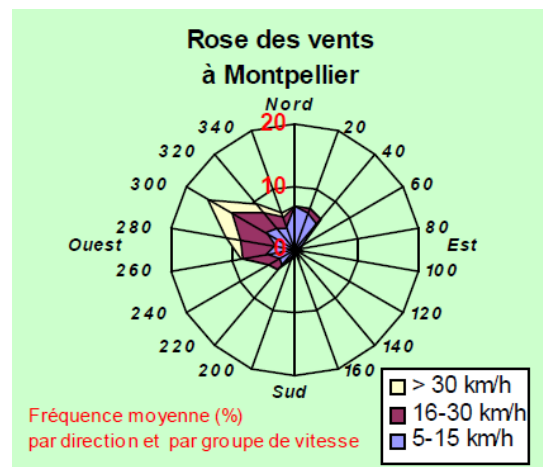 Rose des vents
à Montpellier
Nord
20
340
20
320
40
300
10
60
280
80
Ouest
0
Est
260
100
240
120
220
140
200
160
Sud
> 30 km/h
16-30 km/h
5-15 km/h
Fréquence moyenne (%)
par direction et par groupe de vitesse